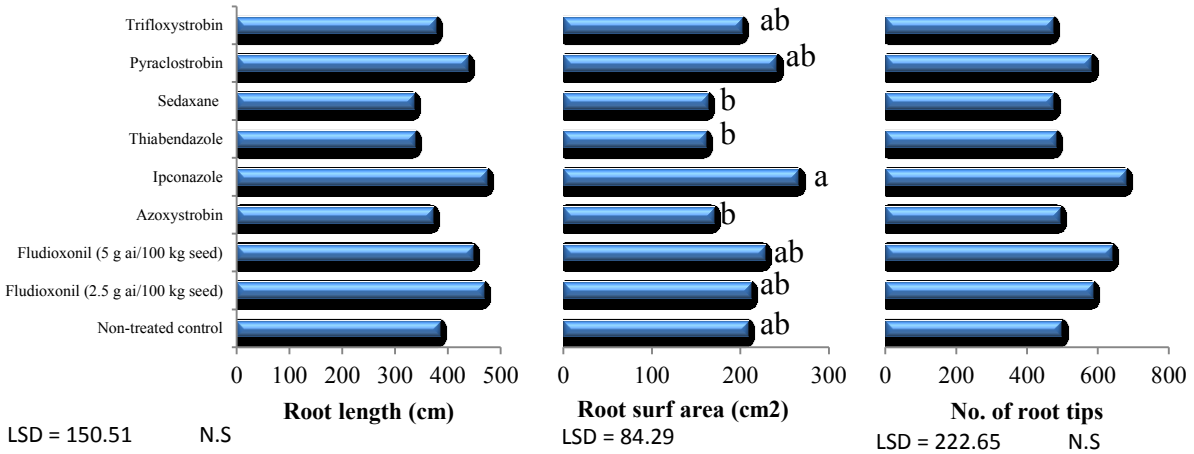 Trifloxystrobin
Pyraclostrobin
Sedaxane
Thiabendazole
Ipconazole
Azoxystrobin
Fludioxonil (5 g ai/100 kg seed)
Fludioxonil (2.5 g ai/100 kg seed)
Non-treated control
0 100 200 300 400 500
Root length (cm)
LSD = 150.51 N.S
ab
ab
b
b
a
b
ab
ab
ab
0 100 200 300
Root surf area (cm2)
LSD = 84.29
0 200 400 600 800
No. of root tips
LSD = 222.65 N.S